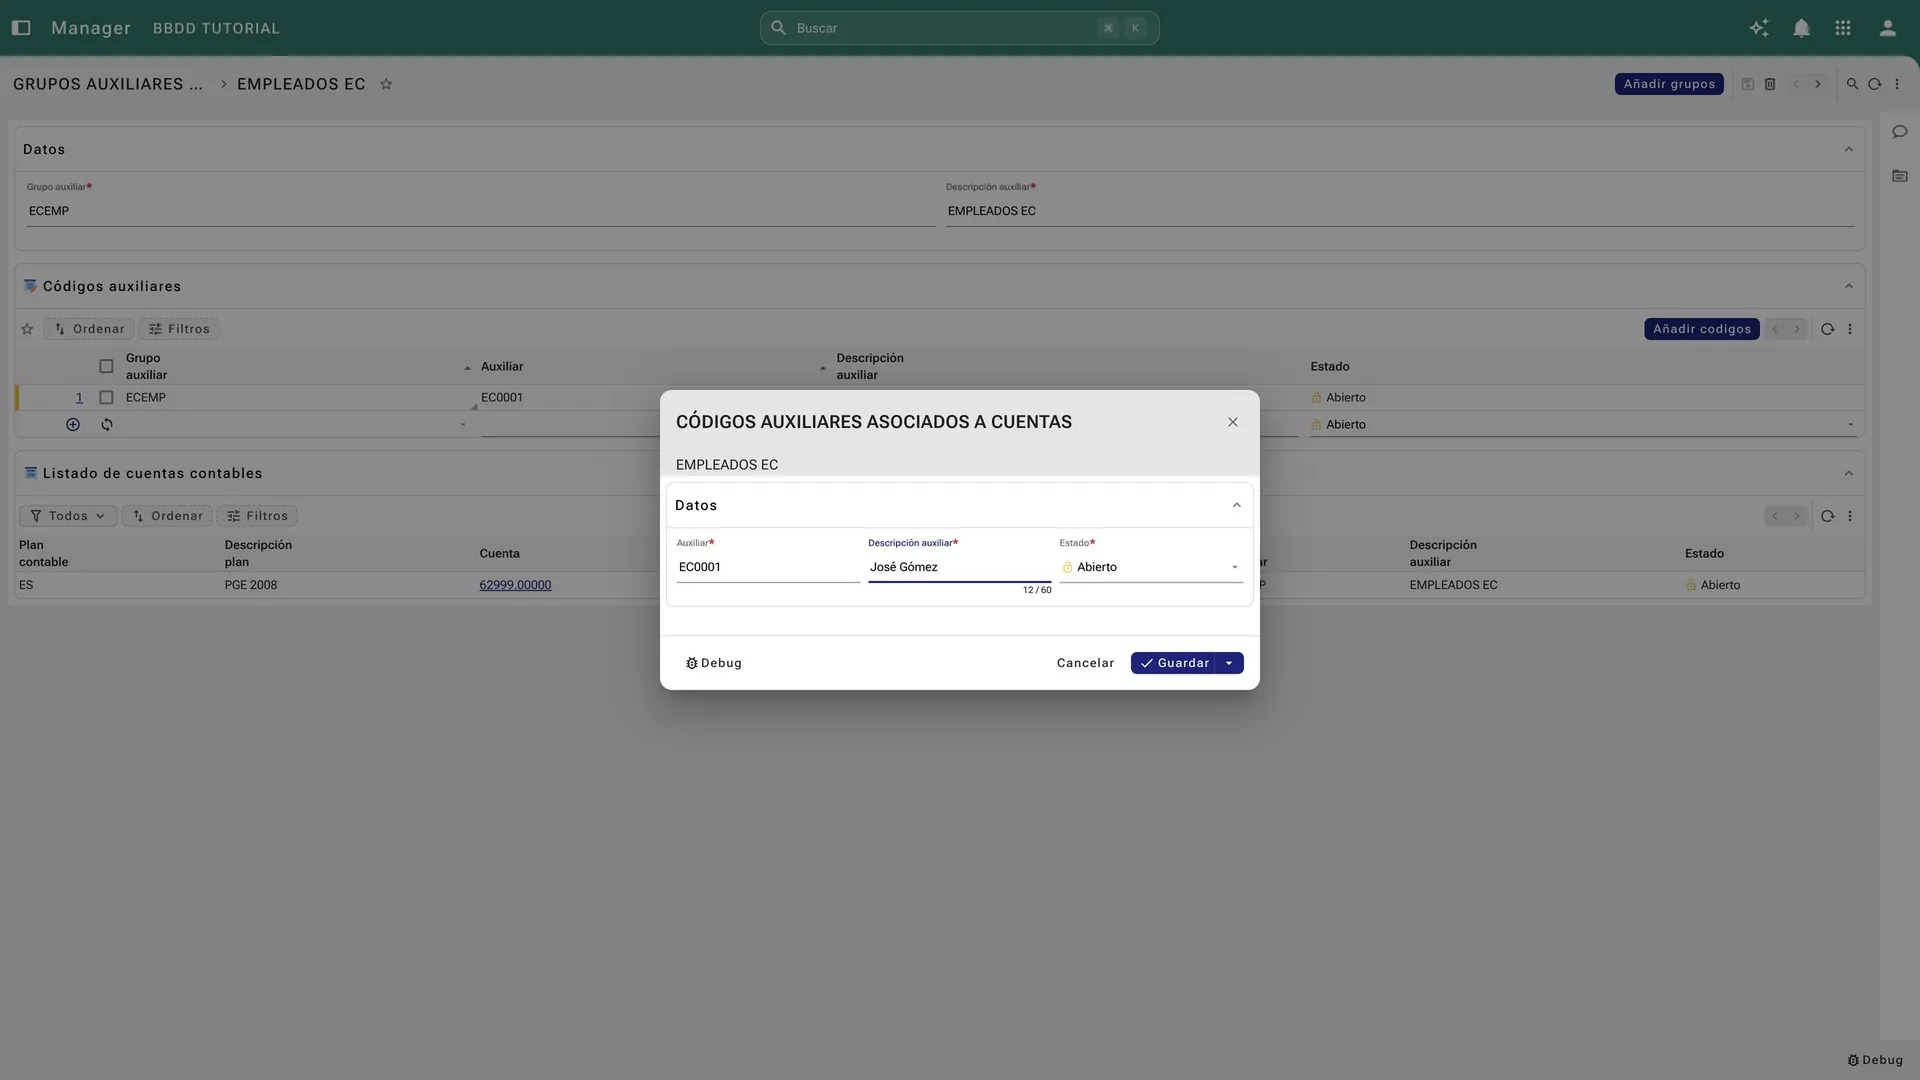 Manager BBDD TUTORIAL Buscar ⌘ K
GRUPOS AUXILIARES ... > EMPLEADOS EC Añadir grupos
Datos
Grupo auxiliar* Descripción auxiliar*
ECEMP EMPLEADOS EC
Códigos auxiliares
Ordenar Filtros Añadir codigos
Grupo auxiliar Auxiliar Descripción auxiliar Estado
1 ECEMP EC0001 Abierto
Abierto
Listado de cuentas contables
Todos Ordenar Filtros
Plan contable Descripción plan Cuenta Descripción auxiliar Estado
ES PGE 2008 62999.00000 EMPLEADOS EC Abierto
CÓDIGOS AUXILIARES ASOCIADOS A CUENTAS
EMPLEADOS EC
Datos
Auxiliar* Descripción auxiliar* Estado*
EC0001 José Gómez Abierto
12 / 60
Debug Cancelar Guardar
Debug